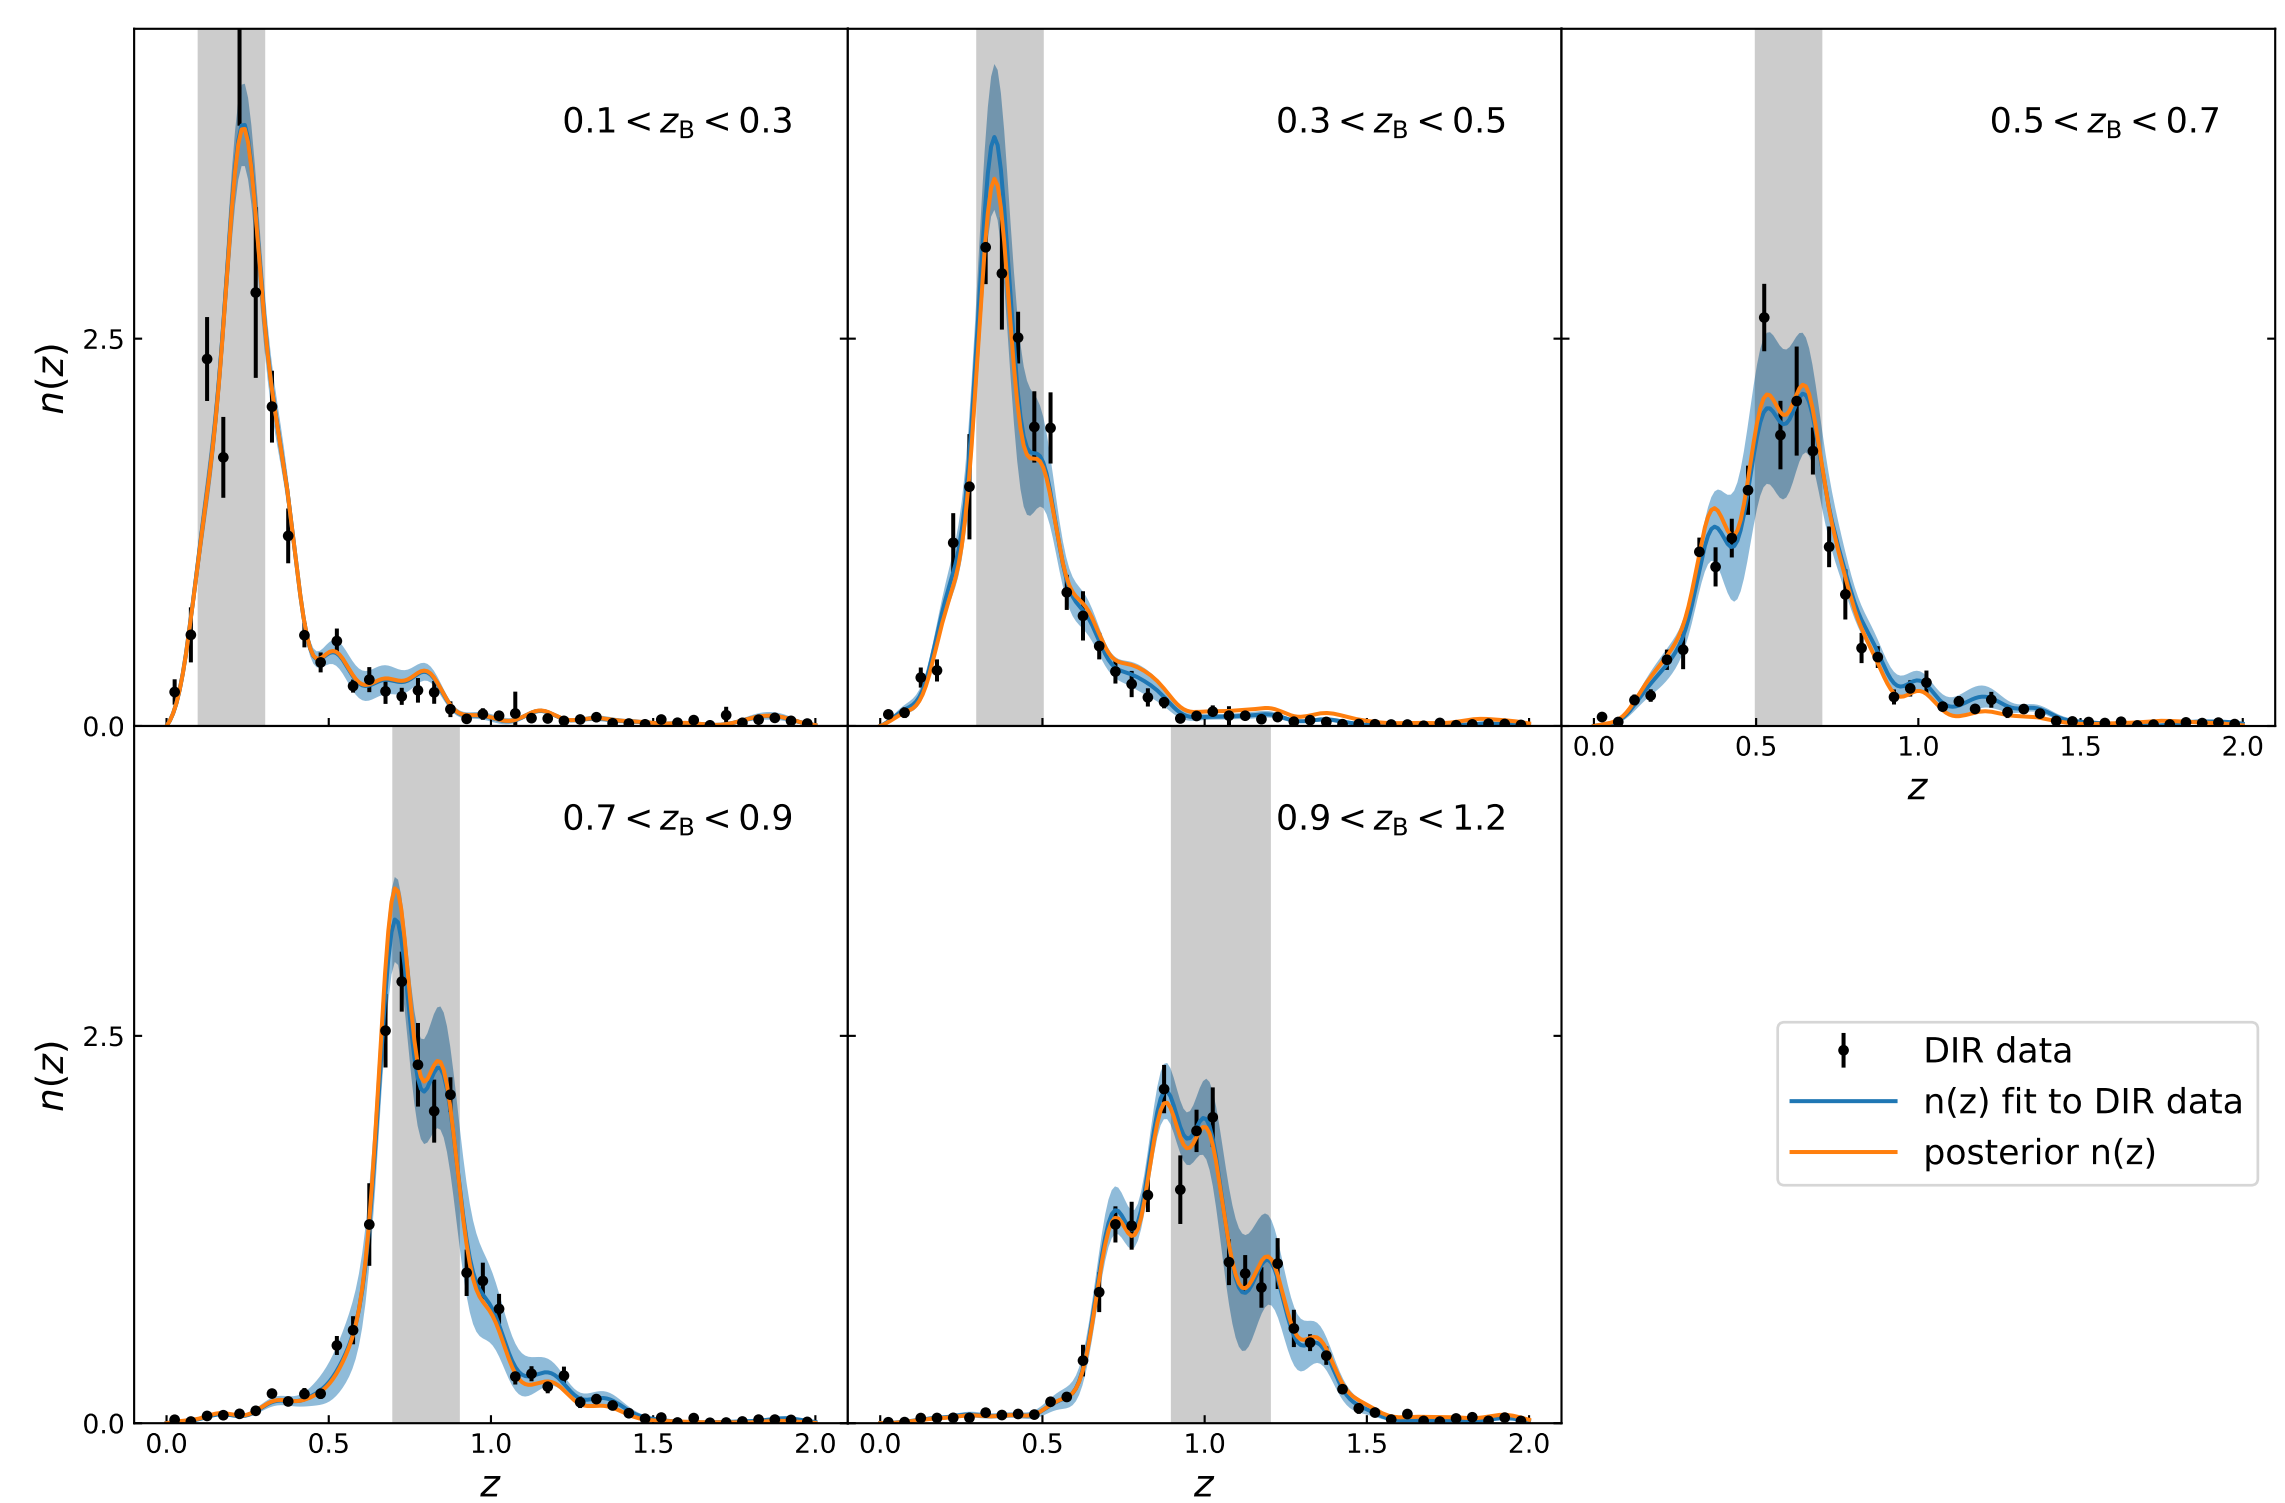 0.1 < z_B < 0.3
0.3 < z_B < 0.5
0.5 < z_B < 0.7
n(z)
2.5
0.0
0.0 0.5 1.0 1.5 2.0
z
0.7 < z_B < 0.9
0.9 < z_B < 1.2
n(z)
2.5
0.0
DIR data
n(z) fit to DIR data
posterior n(z)
0.0 0.5 1.0 1.5 2.0
0.0 0.5 1.0 1.5 2.0
z
z